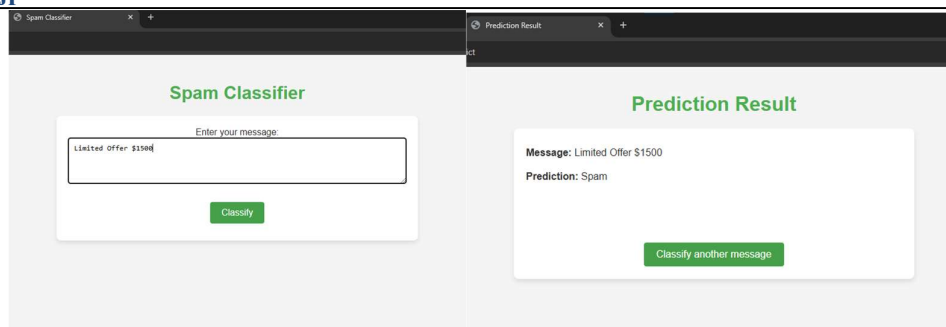 Spam Classifier
Spam Classifier
Enter your message:
Limited Offer $1500
Classify
Prediction Result
ict
Prediction Result
Message: Limited Offer $1500
Prediction: Spam
Classify another message